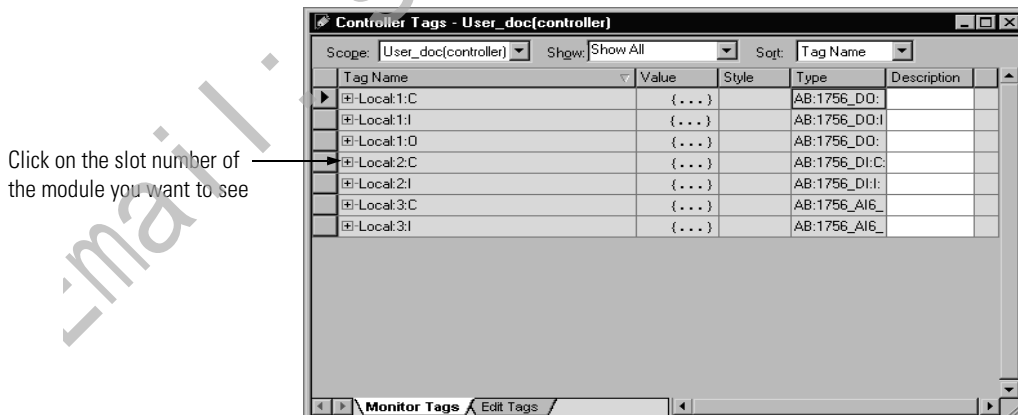 Controller Tags - User_doc(controller)
Scope: User_doc(controller) Show: Show All Sort: Tag Name
Tag Name Value Style Type Description
Local:1:C {...} AB:1756_DO:
Local:1:I {...} AB:1756_DO:I
Local:1:O {...} AB:1756_DO:
Click on the slot number of
the module you want to see
Local:2:C {...} AB:1756_DI:C:
Local:2:I {...} AB:1756_DI:I:
Local:3:C {...} AB:1756_AI6_
Local:3:I {...} AB:1756_AI6_
Monitor Tags Edit Tags
Email: